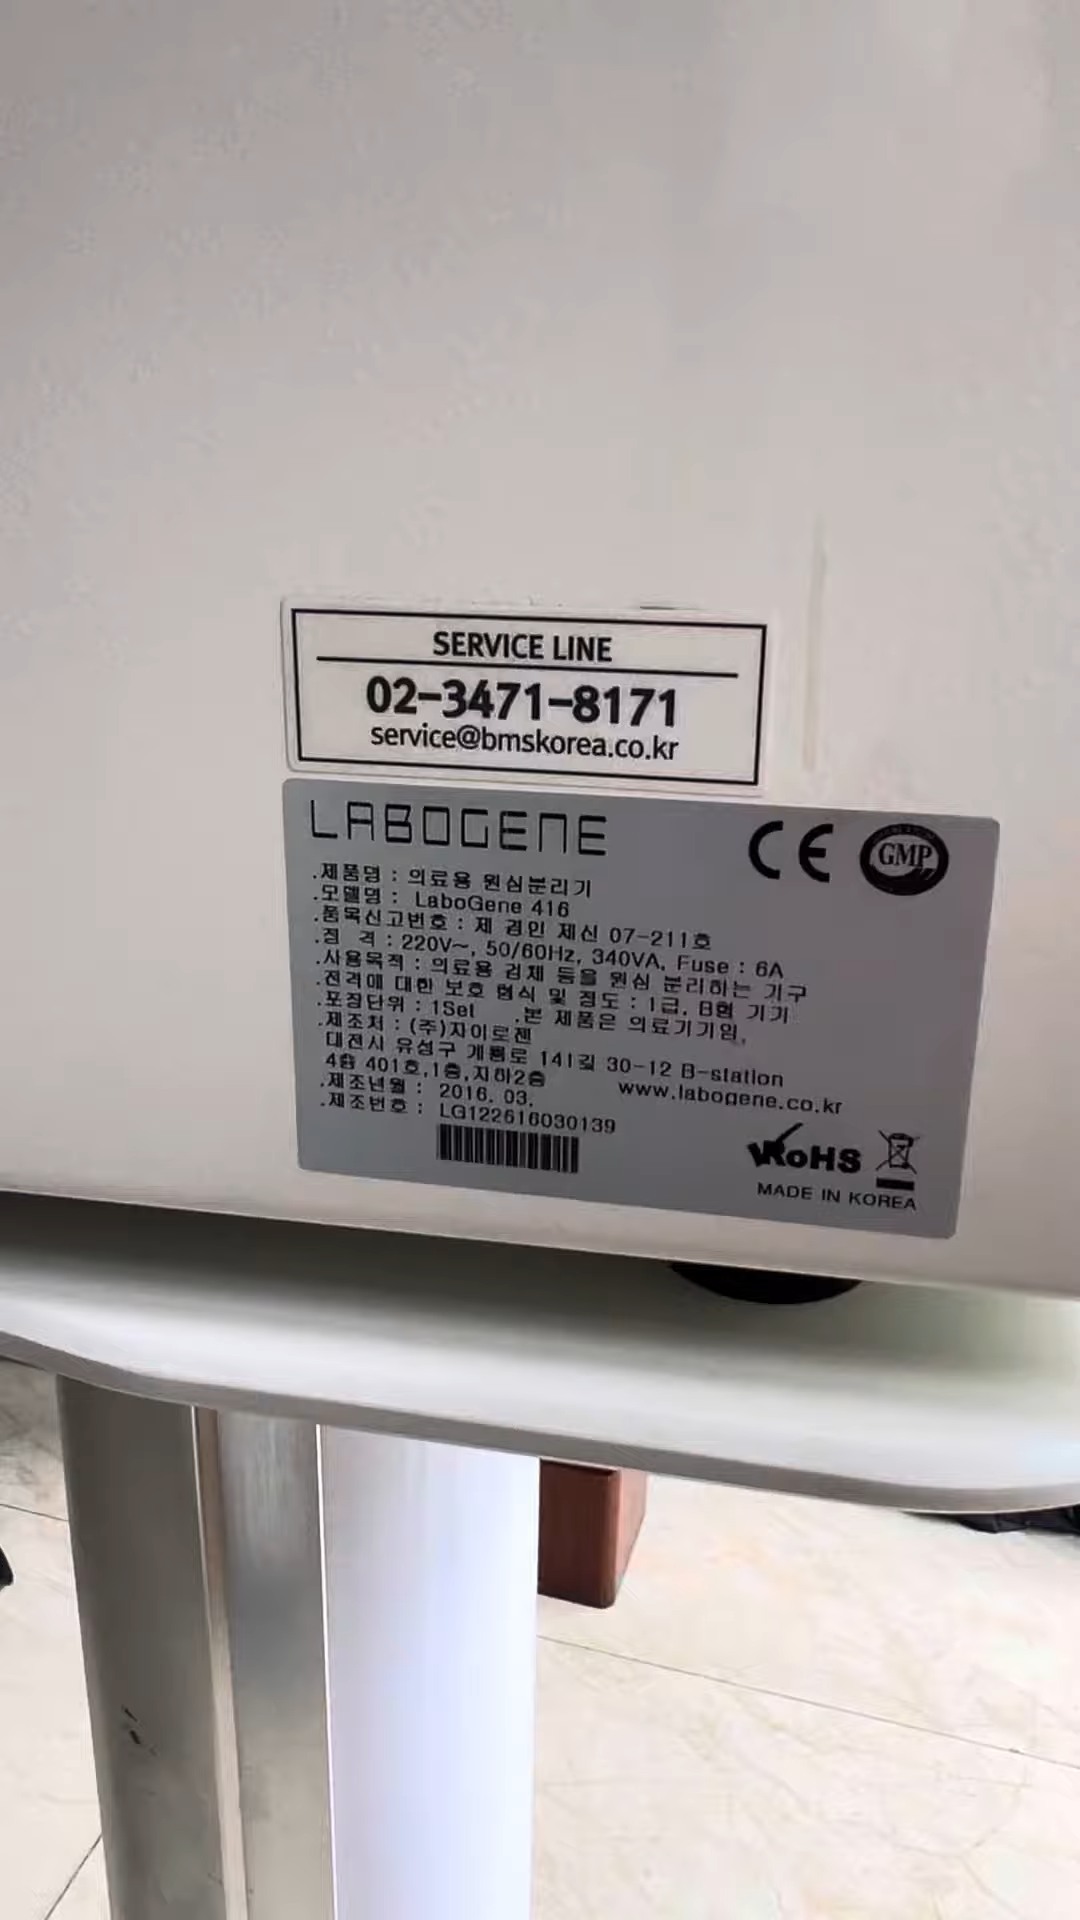 SERVICE LINE
02-3471-8171
service@bmskorea.co.kr
LABOGENE
CE GMP
.제품명 : 의료용 원심분리기
.모델명 : LaboGene 416
.품목신고번호 : 제 경인 제신 07-211호
.정 격 : 220V~, 50/60Hz, 340VA, Fuse : 6A
.사용목적 : 의료용 검체 등을 원심 분리하는 기구
.전격에 대한 보호 형식 및 정도 : 1급, B형 기기
.포장단위 : 1Set .본 제품은 의료기기임.
.제조처 : (주)자이로젠
대전시 유성구 계룡로 141길 30-12 B-station
4층 401호,1층,지하2층 www.labogene.co.kr
.제조년월 : 2016. 03.
.제조번호 : LG122616030139
RoHS
MADE IN KOREA